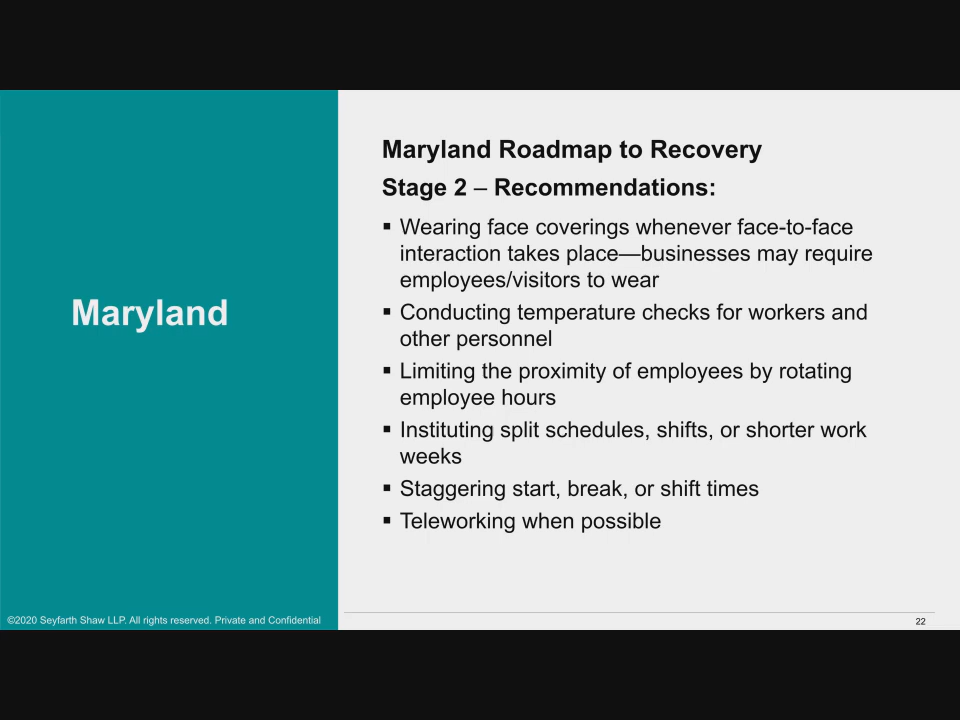 Maryland
Maryland Roadmap to Recovery
Stage 2 – Recommendations:
▪ Wearing face coverings whenever face-to-face
interaction takes place—businesses may require
employees/visitors to wear
▪ Conducting temperature checks for workers and
other personnel
▪ Limiting the proximity of employees by rotating
employee hours
▪ Instituting split schedules, shifts, or shorter work
weeks
▪ Staggering start, break, or shift times
▪ Teleworking when possible
©2020 Seyfarth Shaw LLP. All rights reserved. Private and Confidential
22